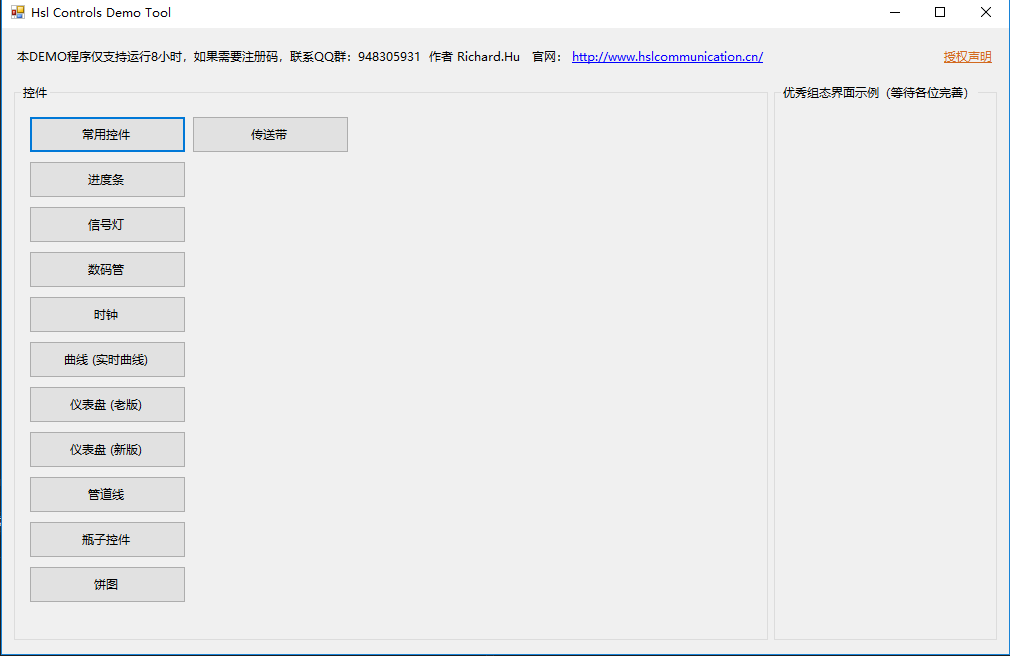 Hsl Controls Demo Tool
本DEMO程序仅支持运行8小时，如果需要注册码，联系QQ群：948305931 作者 Richard.Hu 官网： http://www.hslcommunication.cn/ 授权声明
控件
优秀组态界面示例（等待各位完善）
常用控件 传送带
进度条
信号灯
数码管
时钟
曲线 (实时曲线)
仪表盘 (老版)
仪表盘 (新版)
管道线
瓶子控件
饼图